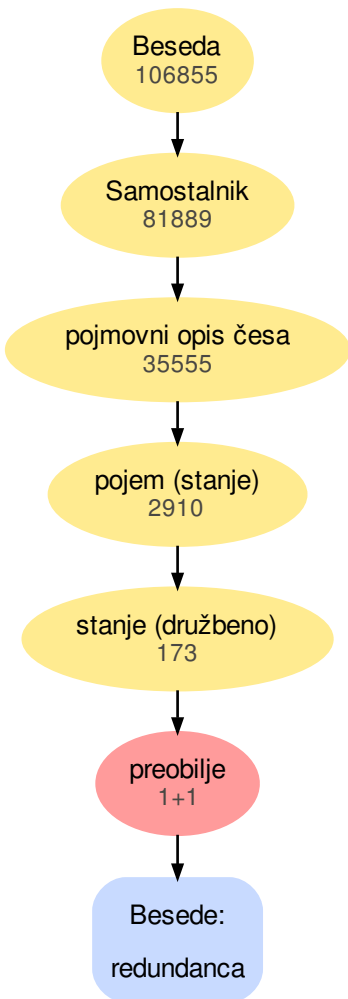 Beseda
106855
Samostalnik
81889
pojmovni opis česa
35555
pojem (stanje)
2910
stanje (družbeno)
173
preobilje
1+1
Besede:
redundanca